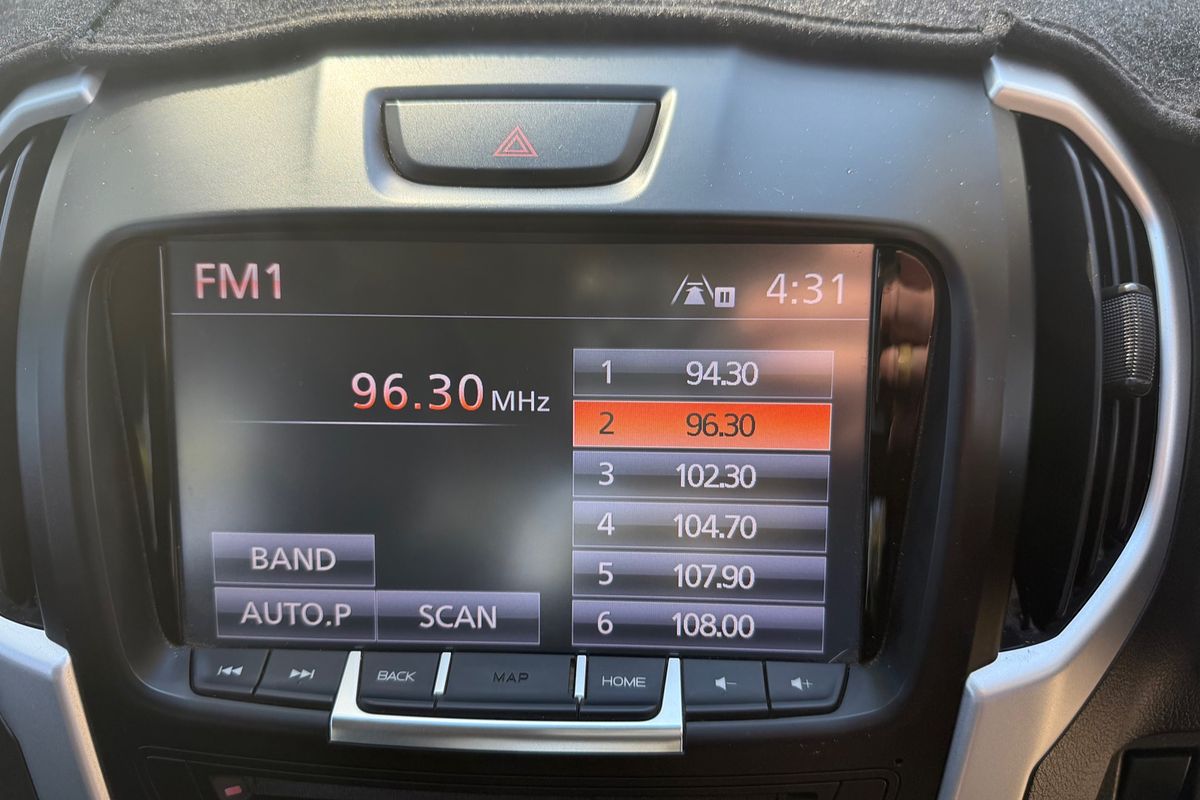 FM1 4:31
96.30 MHz
1 94.30
2 96.30
3 102.30
4 104.70
5 107.90
6 108.00
BAND
AUTO.P SCAN
BACK MAP HOME